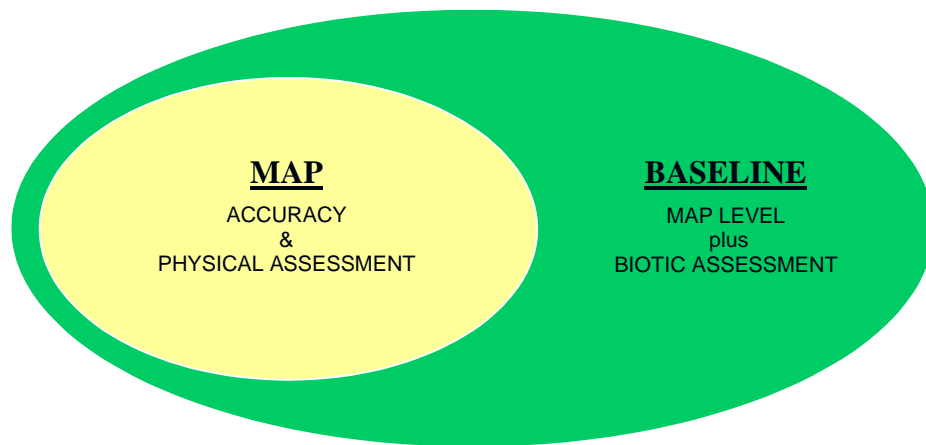 MAP
ACCURACY
&
PHYSICAL ASSESSMENT
BASELINE
MAP LEVEL
plus
BIOTIC ASSESSMENT